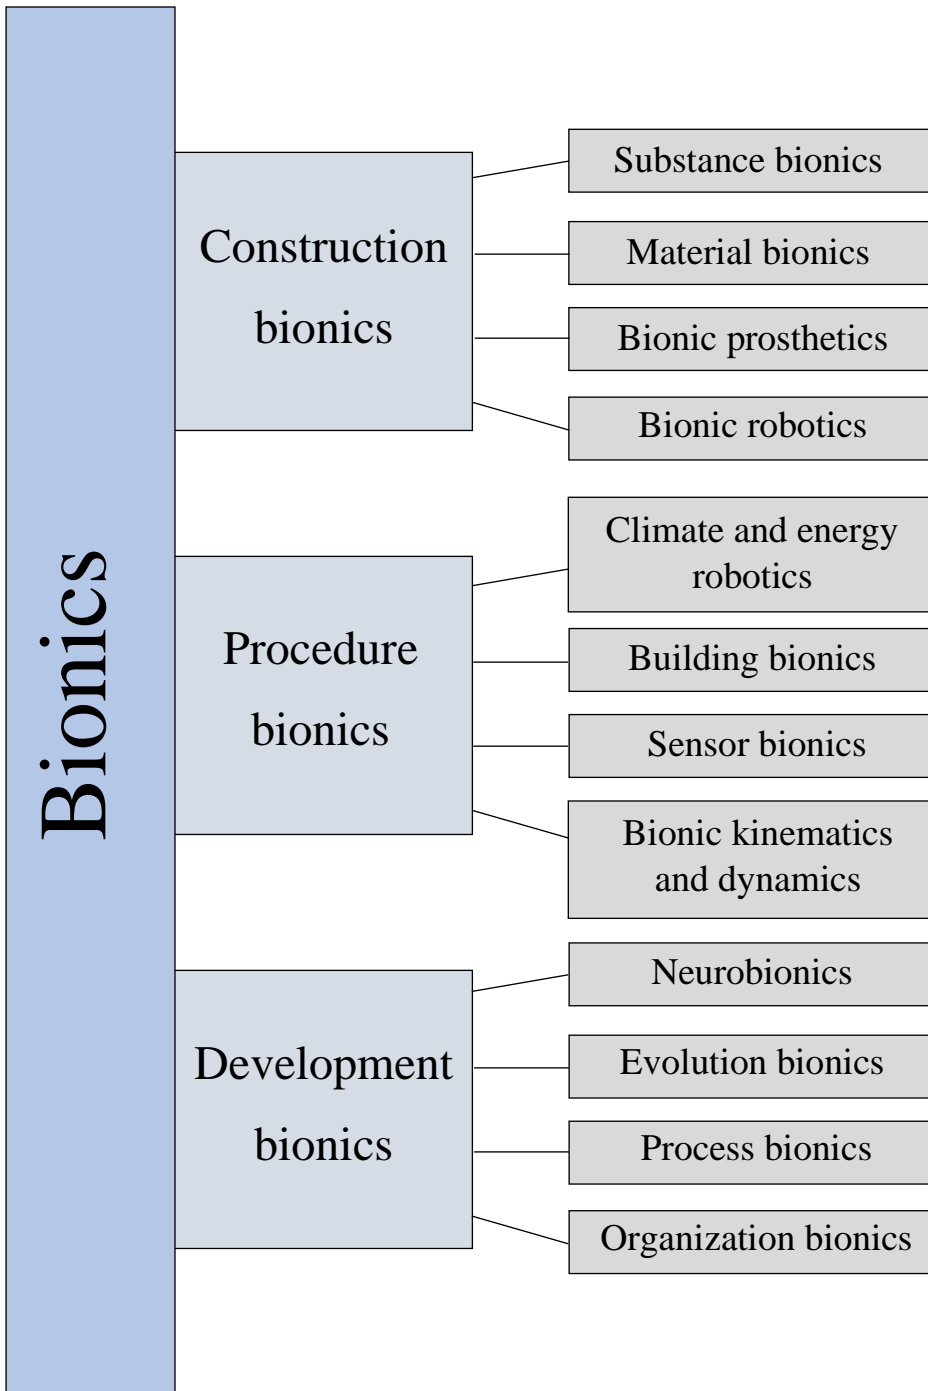 Bionics
Construction
bionics
Substance bionics
Material bionics
Bionic prosthetics
Bionic robotics
Procedure
bionics
Climate and energy
robotics
Building bionics
Sensor bionics
Bionic kinematics
and dynamics
Development
bionics
Neurobionics
Evolution bionics
Process bionics
Organization bionics